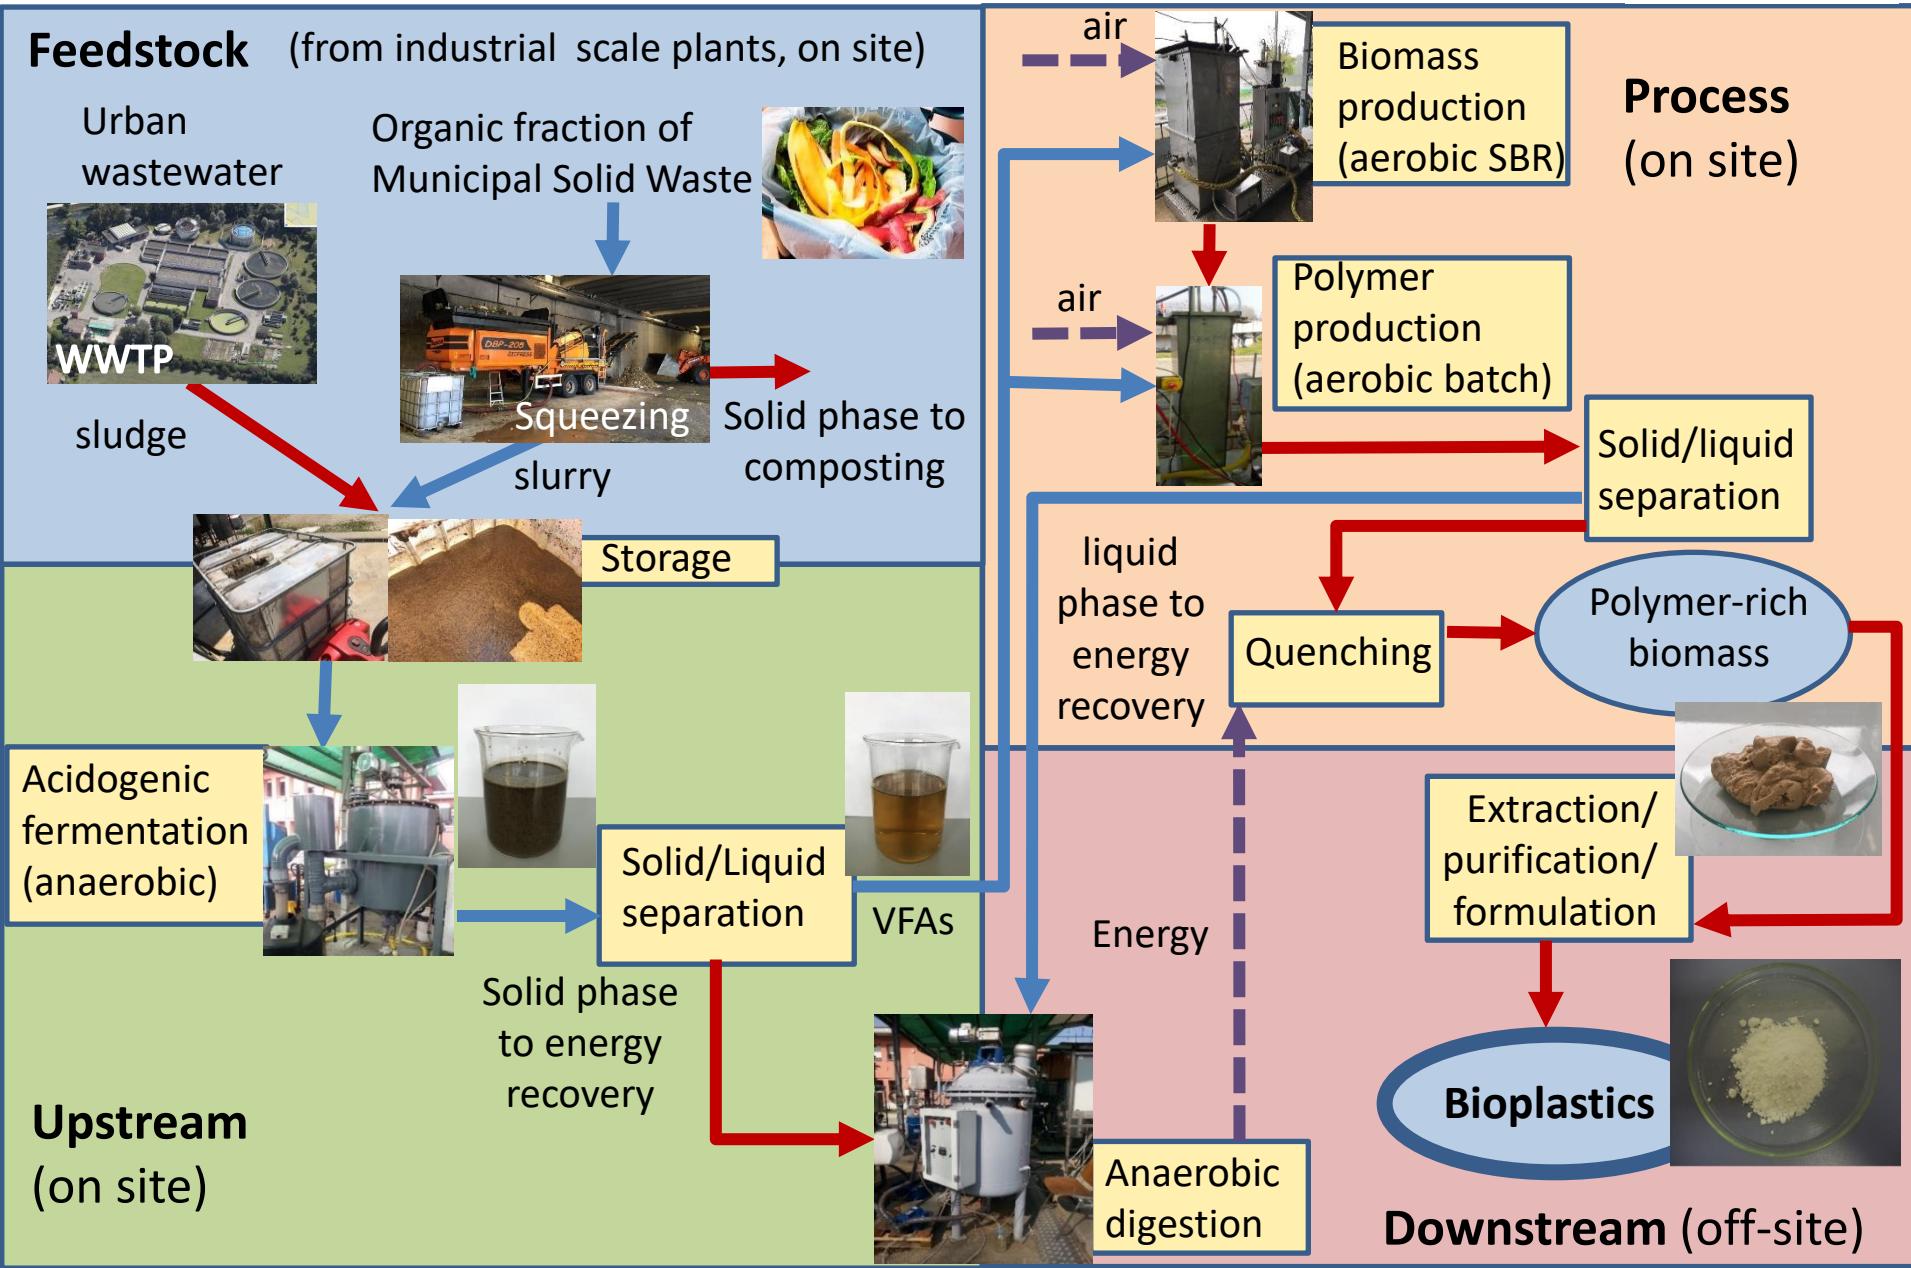 Feedstock (from industrial scale plants, on site)
Urban
wastewater
Organic fraction of
Municipal Solid Waste
WWTP
sludge
DBP-205
Squeezing
slurry
Solid phase to
composting
Storage
Acidogenic
fermentation
(anaerobic)
Solid/Liquid
separation
VFAs
Solid phase
to energy
recovery
Upstream
(on site)
air
Biomass
production
(aerobic SBR)
Process
(on site)
air
Polymer
production
(aerobic batch)
Solid/liquid
separation
liquid
phase to
energy
recovery
Quenching
Polymer-rich
biomass
Energy
Extraction/
purification/
formulation
Bioplastics
Anaerobic
digestion
Downstream (off-site)